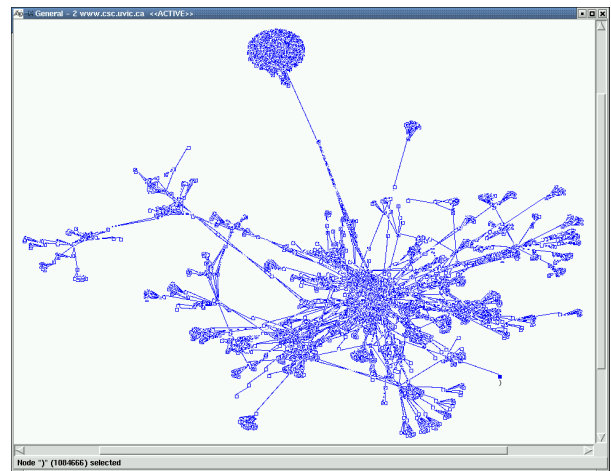 General - 2 www.csc.uvic.ca <<ACTIVE>>
)
Node ")" (1084666) selected